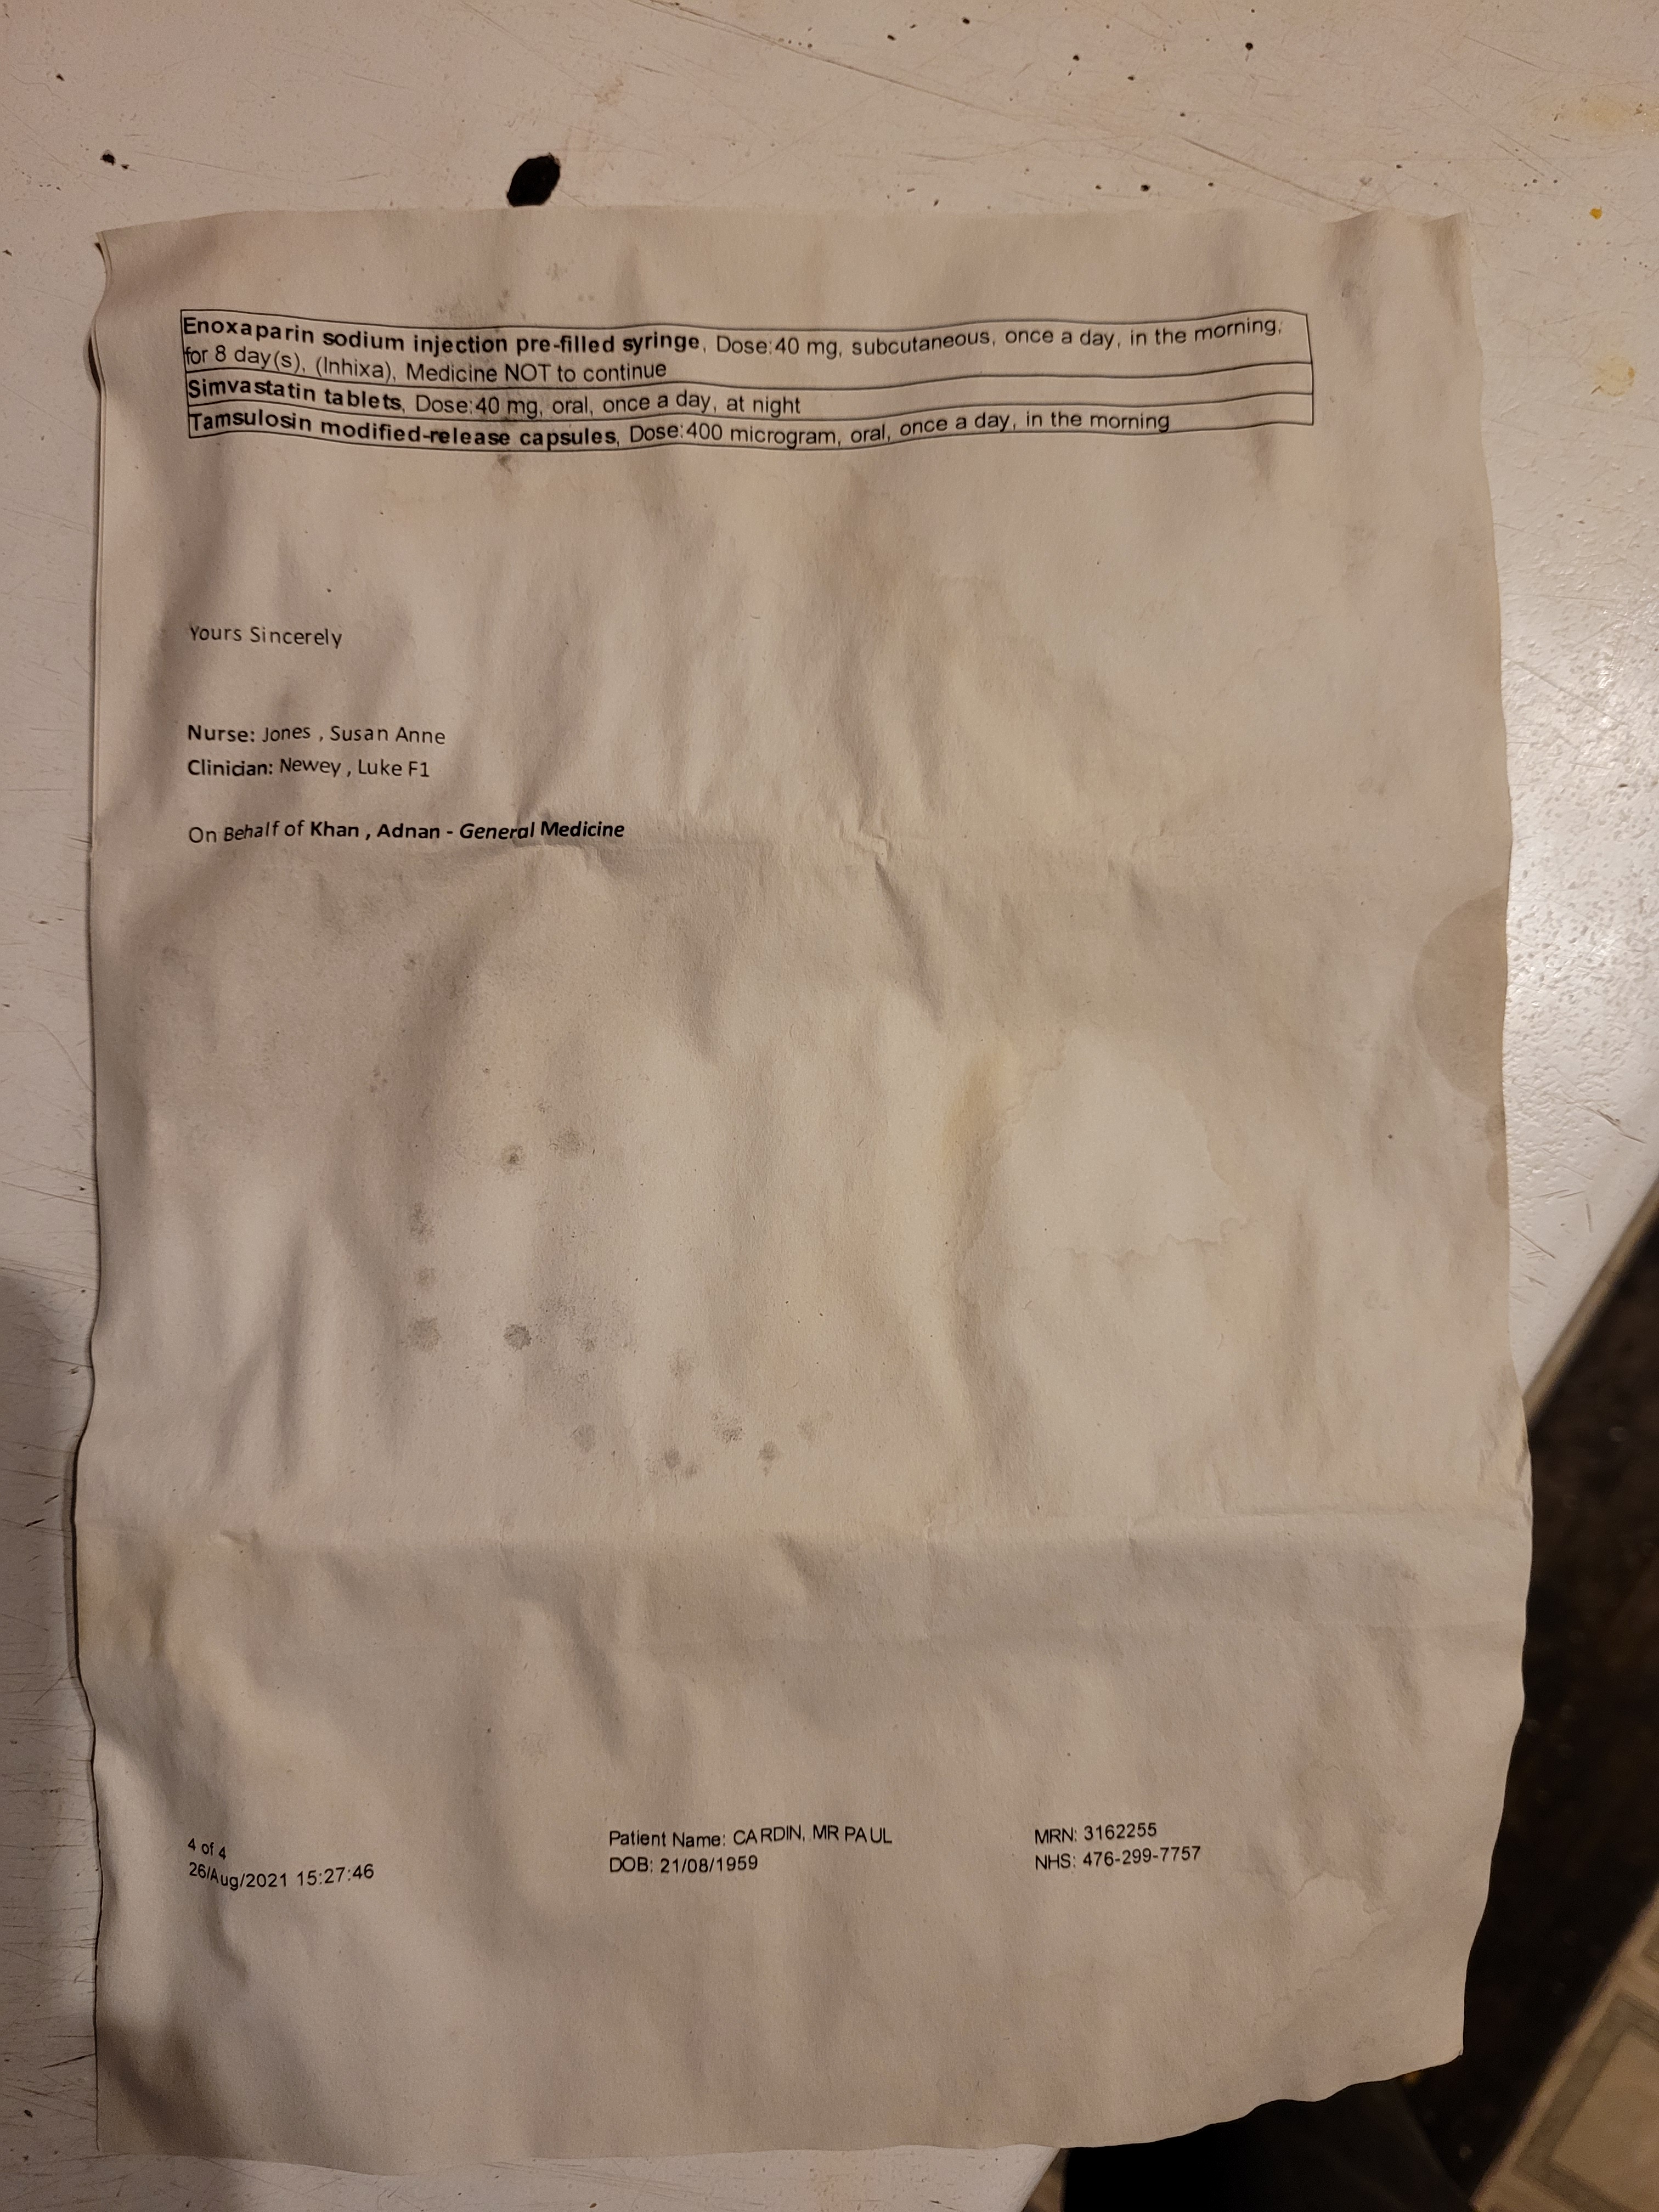 Enoxaparin sodium injection pre-filled syringe, Dose:40 mg, subcutaneous, once a day, in the morning,
for 8 day(s), (Inhixa), Medicine NOT to continue
Simvastatin tablets, Dose:40 mg, oral, once a day, at night
Tamsulosin modified-release capsules, Dose:400 microgram, oral, once a day, in the morning
Yours Sincerely
Nurse: Jones , Susan Anne
Clinician: Newey , Luke F1
On Behalf of Khan , Adnan - General Medicine
4 of 4
26/Aug/2021 15:27:46
Patient Name: CARDIN, MR PAUL
DOB: 21/08/1959
MRN: 3162255
NHS: 476-299-7757